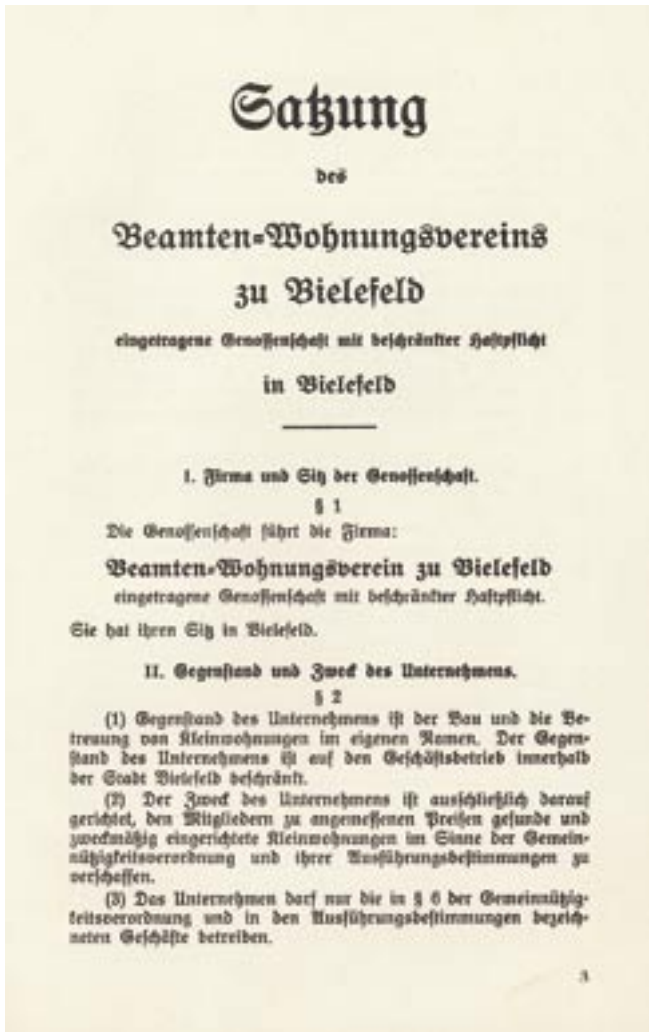 Satzung
des
Beamten=Wohnungsvereins
zu Bielefeld
eingetragene Genossenschaft mit beschränkter Haftpflicht
in Bielefeld
I. Firma und Sitz der Genossenschaft.
§ 1
Die Genossenschaft führt die Firma:
Beamten=Wohnungsverein zu Bielefeld
eingetragene Genossenschaft mit beschränkter Haftpflicht.
Sie hat ihren Sitz in Bielefeld.
II. Gegenstand und Zweck des Unternehmens.
§ 2
(1) Gegenstand des Unternehmens ist der Bau und die Be=
treuung von Kleinwohnungen im eigenen Namen. Der Gegen=
stand des Unternehmens ist auf den Geschäftsbetrieb innerhalb
der Stadt Bielefeld beschränkt.
(2) Der Zweck des Unternehmens ist ausschließlich darauf
gerichtet, den Mitgliedern zu angemessenen Preisen gesunde und
zweckmäßig eingerichtete Kleinwohnungen im Sinne der Gemein=
nützigkeitsverordnung und ihrer Ausführungsbestimmungen zu
verschaffen.
(3) Das Unternehmen darf nur die in § 6 der Gemeinnützig=
keitsverordnung und in den Ausführungsbestimmungen bezeich=
neten Geschäfte betreiben.
3